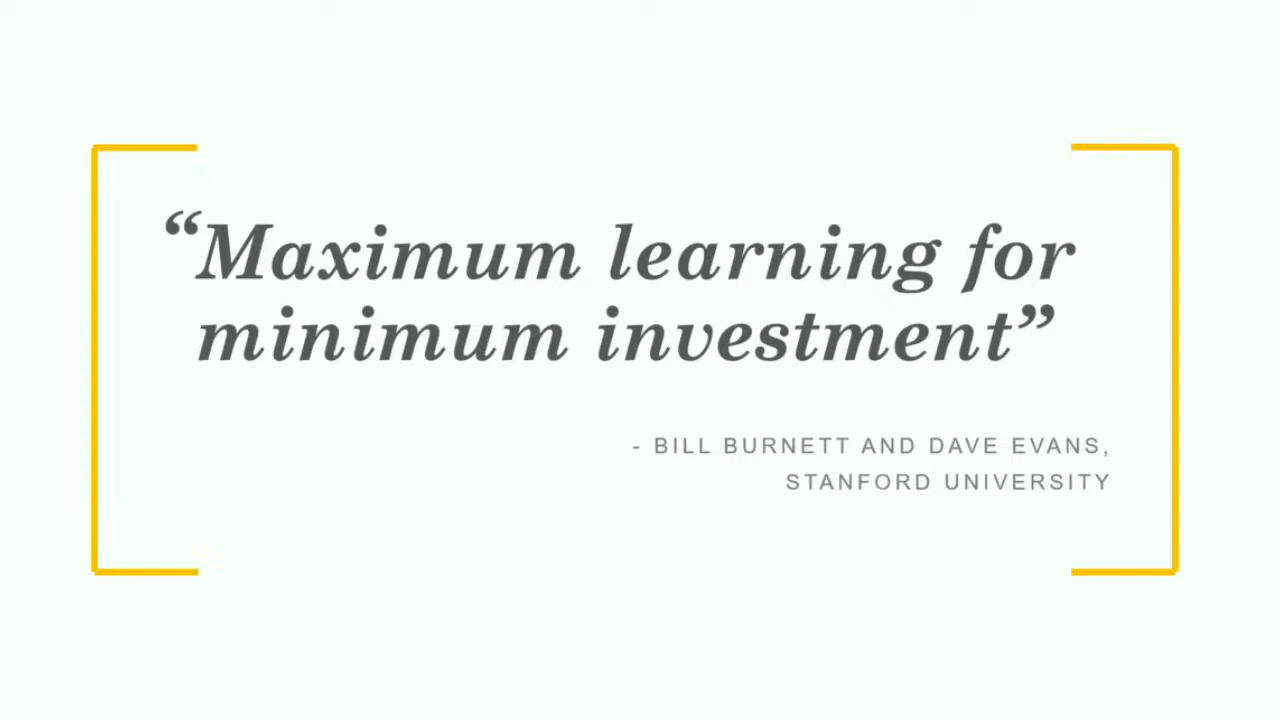 “Maximum learning for
minimum investment”
- BILL BURNETT AND DAVE EVANS,
STANFORD UNIVERSITY